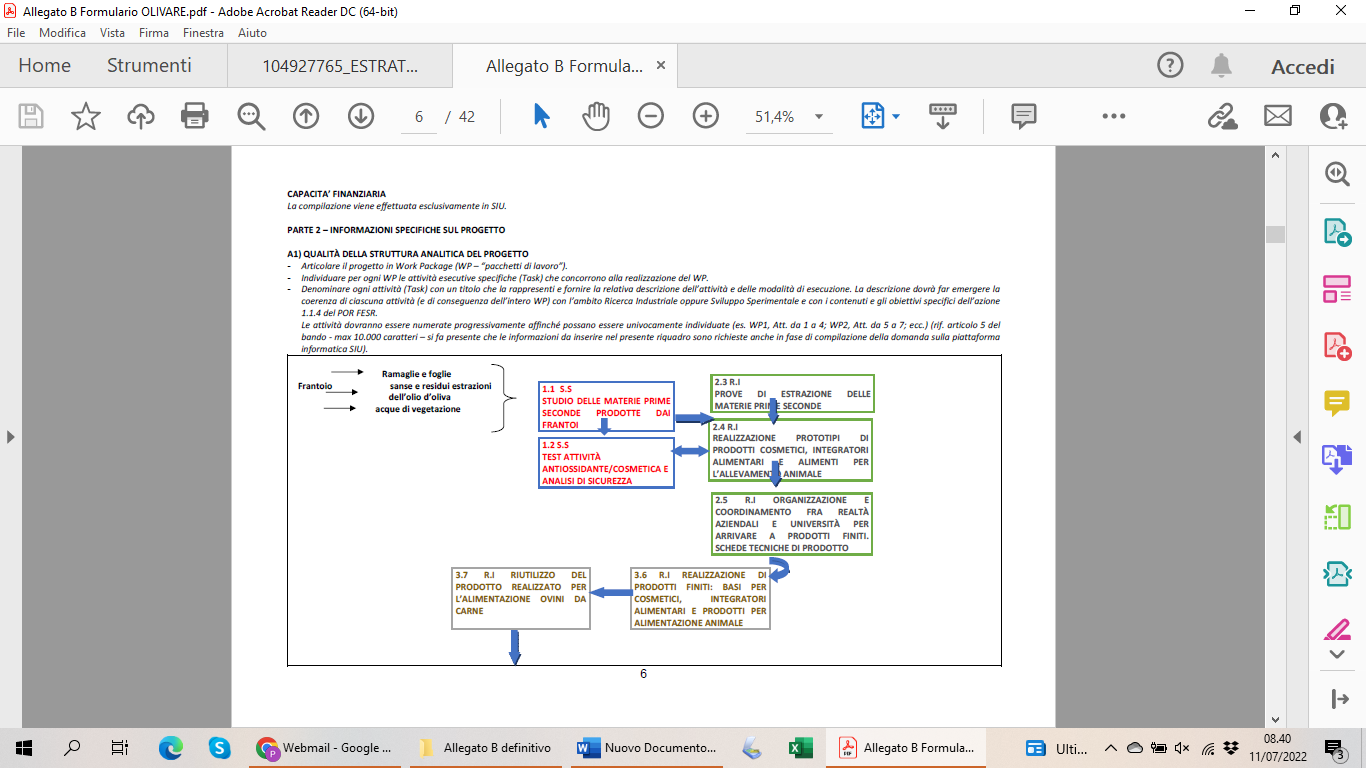 Allegato B Formulario OLIVARE.pdf - Adobe Acrobat Reader DC (64-bit)
File Modifica Vista Firma Finestra Aiuto
Home Strumenti 104927765_ESTRAT... Allegato B Formula... × Accedi
6 / 42 51,4%
CAPACITA' FINANZIARIA
La compilazione viene effettuata esclusivamente in SIU.
PARTE 2 – INFORMAZIONI SPECIFICHE SUL PROGETTO
A1) QUALITÀ DELLA STRUTTURA ANALITICA DEL PROGETTO
- Articolare il progetto in Work Package (WP – "pacchetti di lavoro").
- Individuare per ogni WP le attività esecutive specifiche (Task) che concorrono alla realizzazione del WP.
- Denominare ogni attività (Task) con un titolo che la rappresenti e fornire la relativa descrizione dell'attività e delle modalità di esecuzione. La descrizione dovrà far emergere la
coerenza di ciascuna attività (e di conseguenza dell'intero WP) con l'ambito Ricerca Industriale oppure Sviluppo Sperimentale e con i contenuti e gli obiettivi specifici dell'azione
1.1.4 del POR FESR.
Le attività dovranno essere numerate progressivamente affinché possano essere univocamente individuate (es. WP1, Att. da 1 a 4; WP2, Att. da 5 a 7; ecc.) (rif. articolo 5 del
bando - max 10.000 caratteri – si fa presente che le informazioni da inserire nel presente riquadro sono richieste anche in fase di compilazione della domanda sulla piattaforma
informatica SIU).
Frantoio
Ramaglie e foglie
sanse e residui estrazioni
dell'olio d'oliva
acque di vegetazione
1.1 S.S
STUDIO DELLE MATERIE PRIME
SECONDE PRODOTTE DAI
FRANTOI
1.2 S.S
TEST ATTIVITÀ
ANTIOSSIDANTE/COSMETICA E
ANALISI DI SICUREZZA
2.3 R.I
PROVE DI ESTRAZIONE DELLE
MATERIE PRIME SECONDE
2.4 R.I
REALIZZAZIONE PROTOTIPI DI
PRODOTTI COSMETICI, INTEGRATORI
ALIMENTARI E ALIMENTI PER
L'ALLEVAMENTO ANIMALE
2.5 R.I ORGANIZZAZIONE E
COORDINAMENTO FRA REALTÀ
AZIENDALI E UNIVERSITÀ PER
ARRIVARE A PRODOTTI FINITI.
SCHEDE TECNICHE DI PRODOTTO
3.7 R.I RIUTILIZZO DEL
PRODOTTO REALIZZATO PER
L'ALIMENTAZIONE OVINI DA
CARNE
3.6 R.I REALIZZAZIONE DI
PRODOTTI FINITI: BASI PER
COSMETICI, INTEGRATORI
ALIMENTARI E PRODOTTI PER
ALIMENTAZIONE ANIMALE
6
Webmail - Google ... Allegato B definitivo Nuovo Documento... Allegato B Formula... Ulti...
08.40
11/07/2022
3